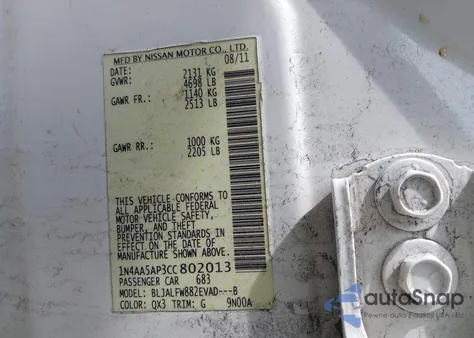 MFD BY NISSAN MOTOR CO., LTD.
DATE: 08/11
GVWR: 2131 KG
4698 LB
GAWR FR.: 1140 KG
2513 LB
GAWR RR.: 1000 KG
2205 LB
THIS VEHICLE CONFORMS TO
ALL APPLICABLE FEDERAL
MOTOR VEHICLE SAFETY,
BUMPER, AND THEFT
PREVENTION STANDARDS IN
EFFECT ON THE DATE OF
MANUFACTURE SHOWN ABOVE.
1N4AA5AP3CC802013
PASSENGER CAR 683
MODEL: BLJALFW882EVAD---B
COLOR: QX3 TRIM: G 9N00A
autoSnap
Pewne auto z USA